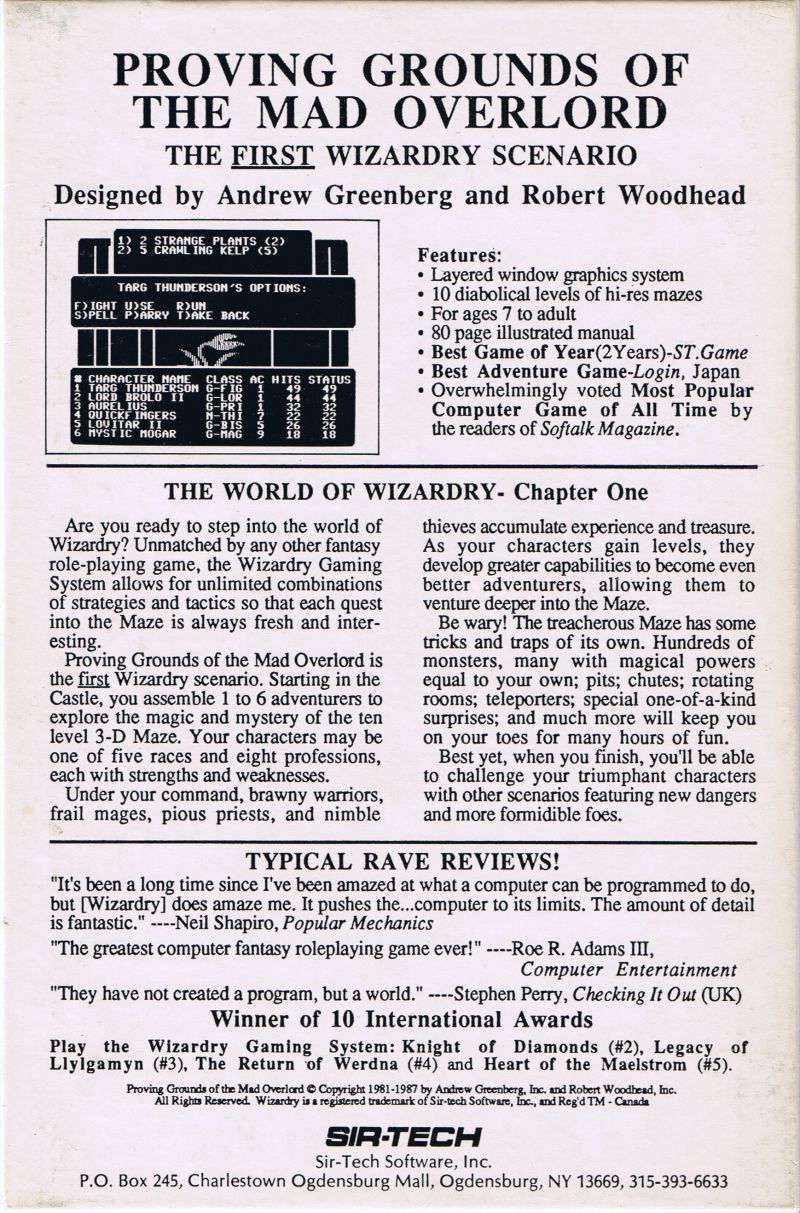 PROVING GROUNDS OF
THE MAD OVERLORD
THE FIRST WIZARDRY SCENARIO
Designed by Andrew Greenberg and Robert Woodhead
1) 2 STRANGE PLANTS (2)
2) 5 CRAWLING KELP (5)
TARG THUNDERSON'S OPTIONS:
F)IGHT U)SE R)UN
S)PELL P)ARRY T)AKE BACK
# CHARACTER NAME CLASS AC HITS STATUS
1 TARG THUNDERSON G-FIG 1 49 49
2 LORD BROLO II G-LOR 1 44 44
3 AURELIUS G-PRI 1 32 32
4 QUICKFINGERS N-THI 7 22 22
5 LOVITAR II G-BIS 5 26 26
6 MYSTIC MOGAR G-MAG 9 18 18
Features:
• Layered window graphics system
• 10 diabolical levels of hi-res mazes
• For ages 7 to adult
• 80 page illustrated manual
• Best Game of Year(2Years)-ST.Game
• Best Adventure Game-Login, Japan
• Overwhelmingly voted Most Popular
Computer Game of All Time by
the readers of Softalk Magazine.
THE WORLD OF WIZARDRY- Chapter One
Are you ready to step into the world of
Wizardry? Unmatched by any other fantasy
role-playing game, the Wizardry Gaming
System allows for unlimited combinations
of strategies and tactics so that each quest
into the Maze is always fresh and inter-
esting.
Proving Grounds of the Mad Overlord is
the first Wizardry scenario. Starting in the
Castle, you assemble 1 to 6 adventurers to
explore the magic and mystery of the ten
level 3-D Maze. Your characters may be
one of five races and eight professions,
each with strengths and weaknesses.
Under your command, brawny warriors,
frail mages, pious priests, and nimble
thieves accumulate experience and treasure.
As your characters gain levels, they
develop greater capabilities to become even
better adventurers, allowing them to
venture deeper into the Maze.
Be wary! The treacherous Maze has some
tricks and traps of its own. Hundreds of
monsters, many with magical powers
equal to your own; pits; chutes; rotating
rooms; teleporters; special one-of-a-kind
surprises; and much more will keep you
on your toes for many hours of fun.
Best yet, when you finish, you'll be able
to challenge your triumphant characters
with other scenarios featuring new dangers
and more formidible foes.
TYPICAL RAVE REVIEWS!
"It's been a long time since I've been amazed at what a computer can be programmed to do,
but [Wizardry] does amaze me. It pushes the...computer to its limits. The amount of detail
is fantastic." ----Neil Shapiro, Popular Mechanics
"The greatest computer fantasy roleplaying game ever!" ----Roe R. Adams III,
Computer Entertainment
"They have not created a program, but a world." ----Stephen Perry, Checking It Out (UK)
Winner of 10 International Awards
Play the Wizardry Gaming System: Knight of Diamonds (#2), Legacy of
Llylgamyn (#3), The Return of Werdna (#4) and Heart of the Maelstrom (#5).
Proving Grounds of the Mad Overlord © Copyright 1981-1987 by Andrew Greenberg, Inc. and Robert Woodhead, Inc.
All Rights Reserved. Wizardry is a registered trademark of Sir-tech Software, Inc., and Reg'd TM - Canada
SIR-TECH
Sir-Tech Software, Inc.
P.O. Box 245, Charlestown Ogdensburg Mall, Ogdensburg, NY 13669, 315-393-6633